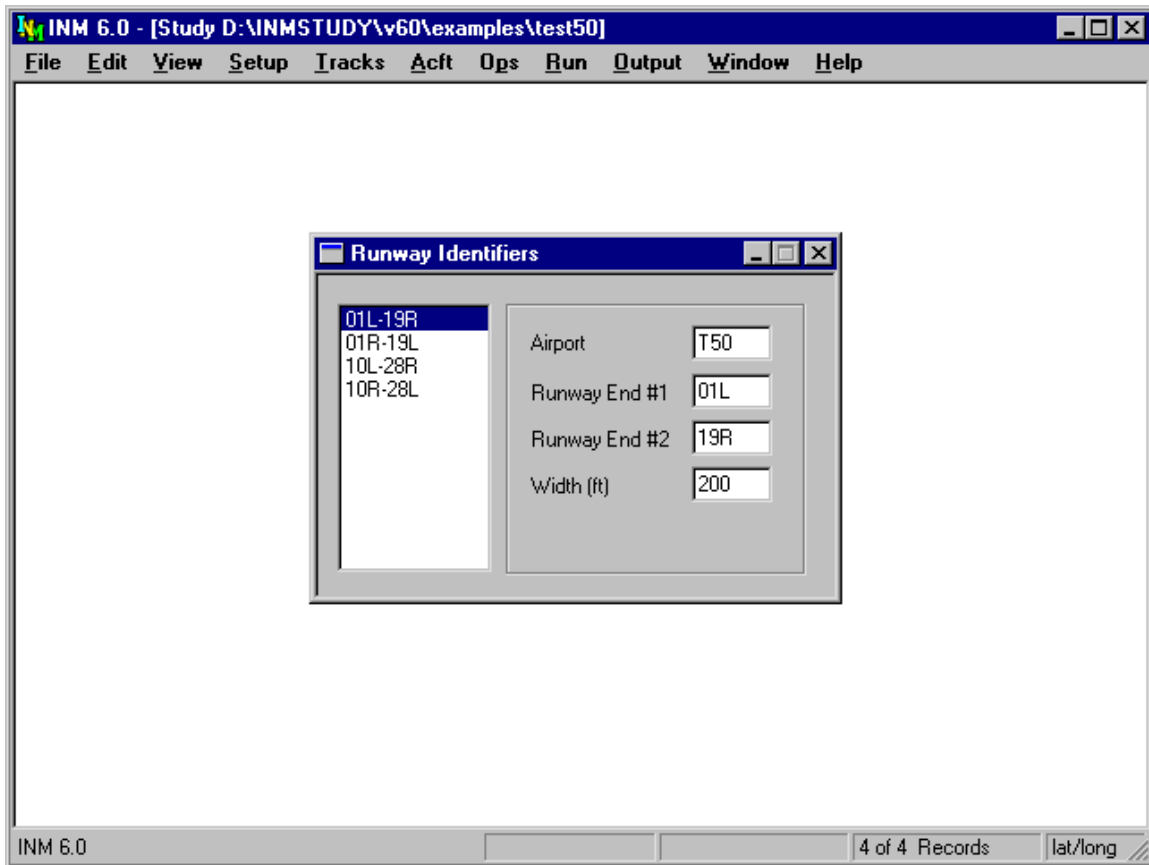 INM 6.0 - [Study D:\INMSTUDY\v60\examples\test50]
File Edit View Setup Tracks Acft Ops Run Output Window Help
Runway Identifiers
01L-19R
01R-19L
10L-28R
10R-28L
Airport T50
Runway End #1 01L
Runway End #2 19R
Width (ft) 200
INM 6.0 4 of 4 Records lat/long